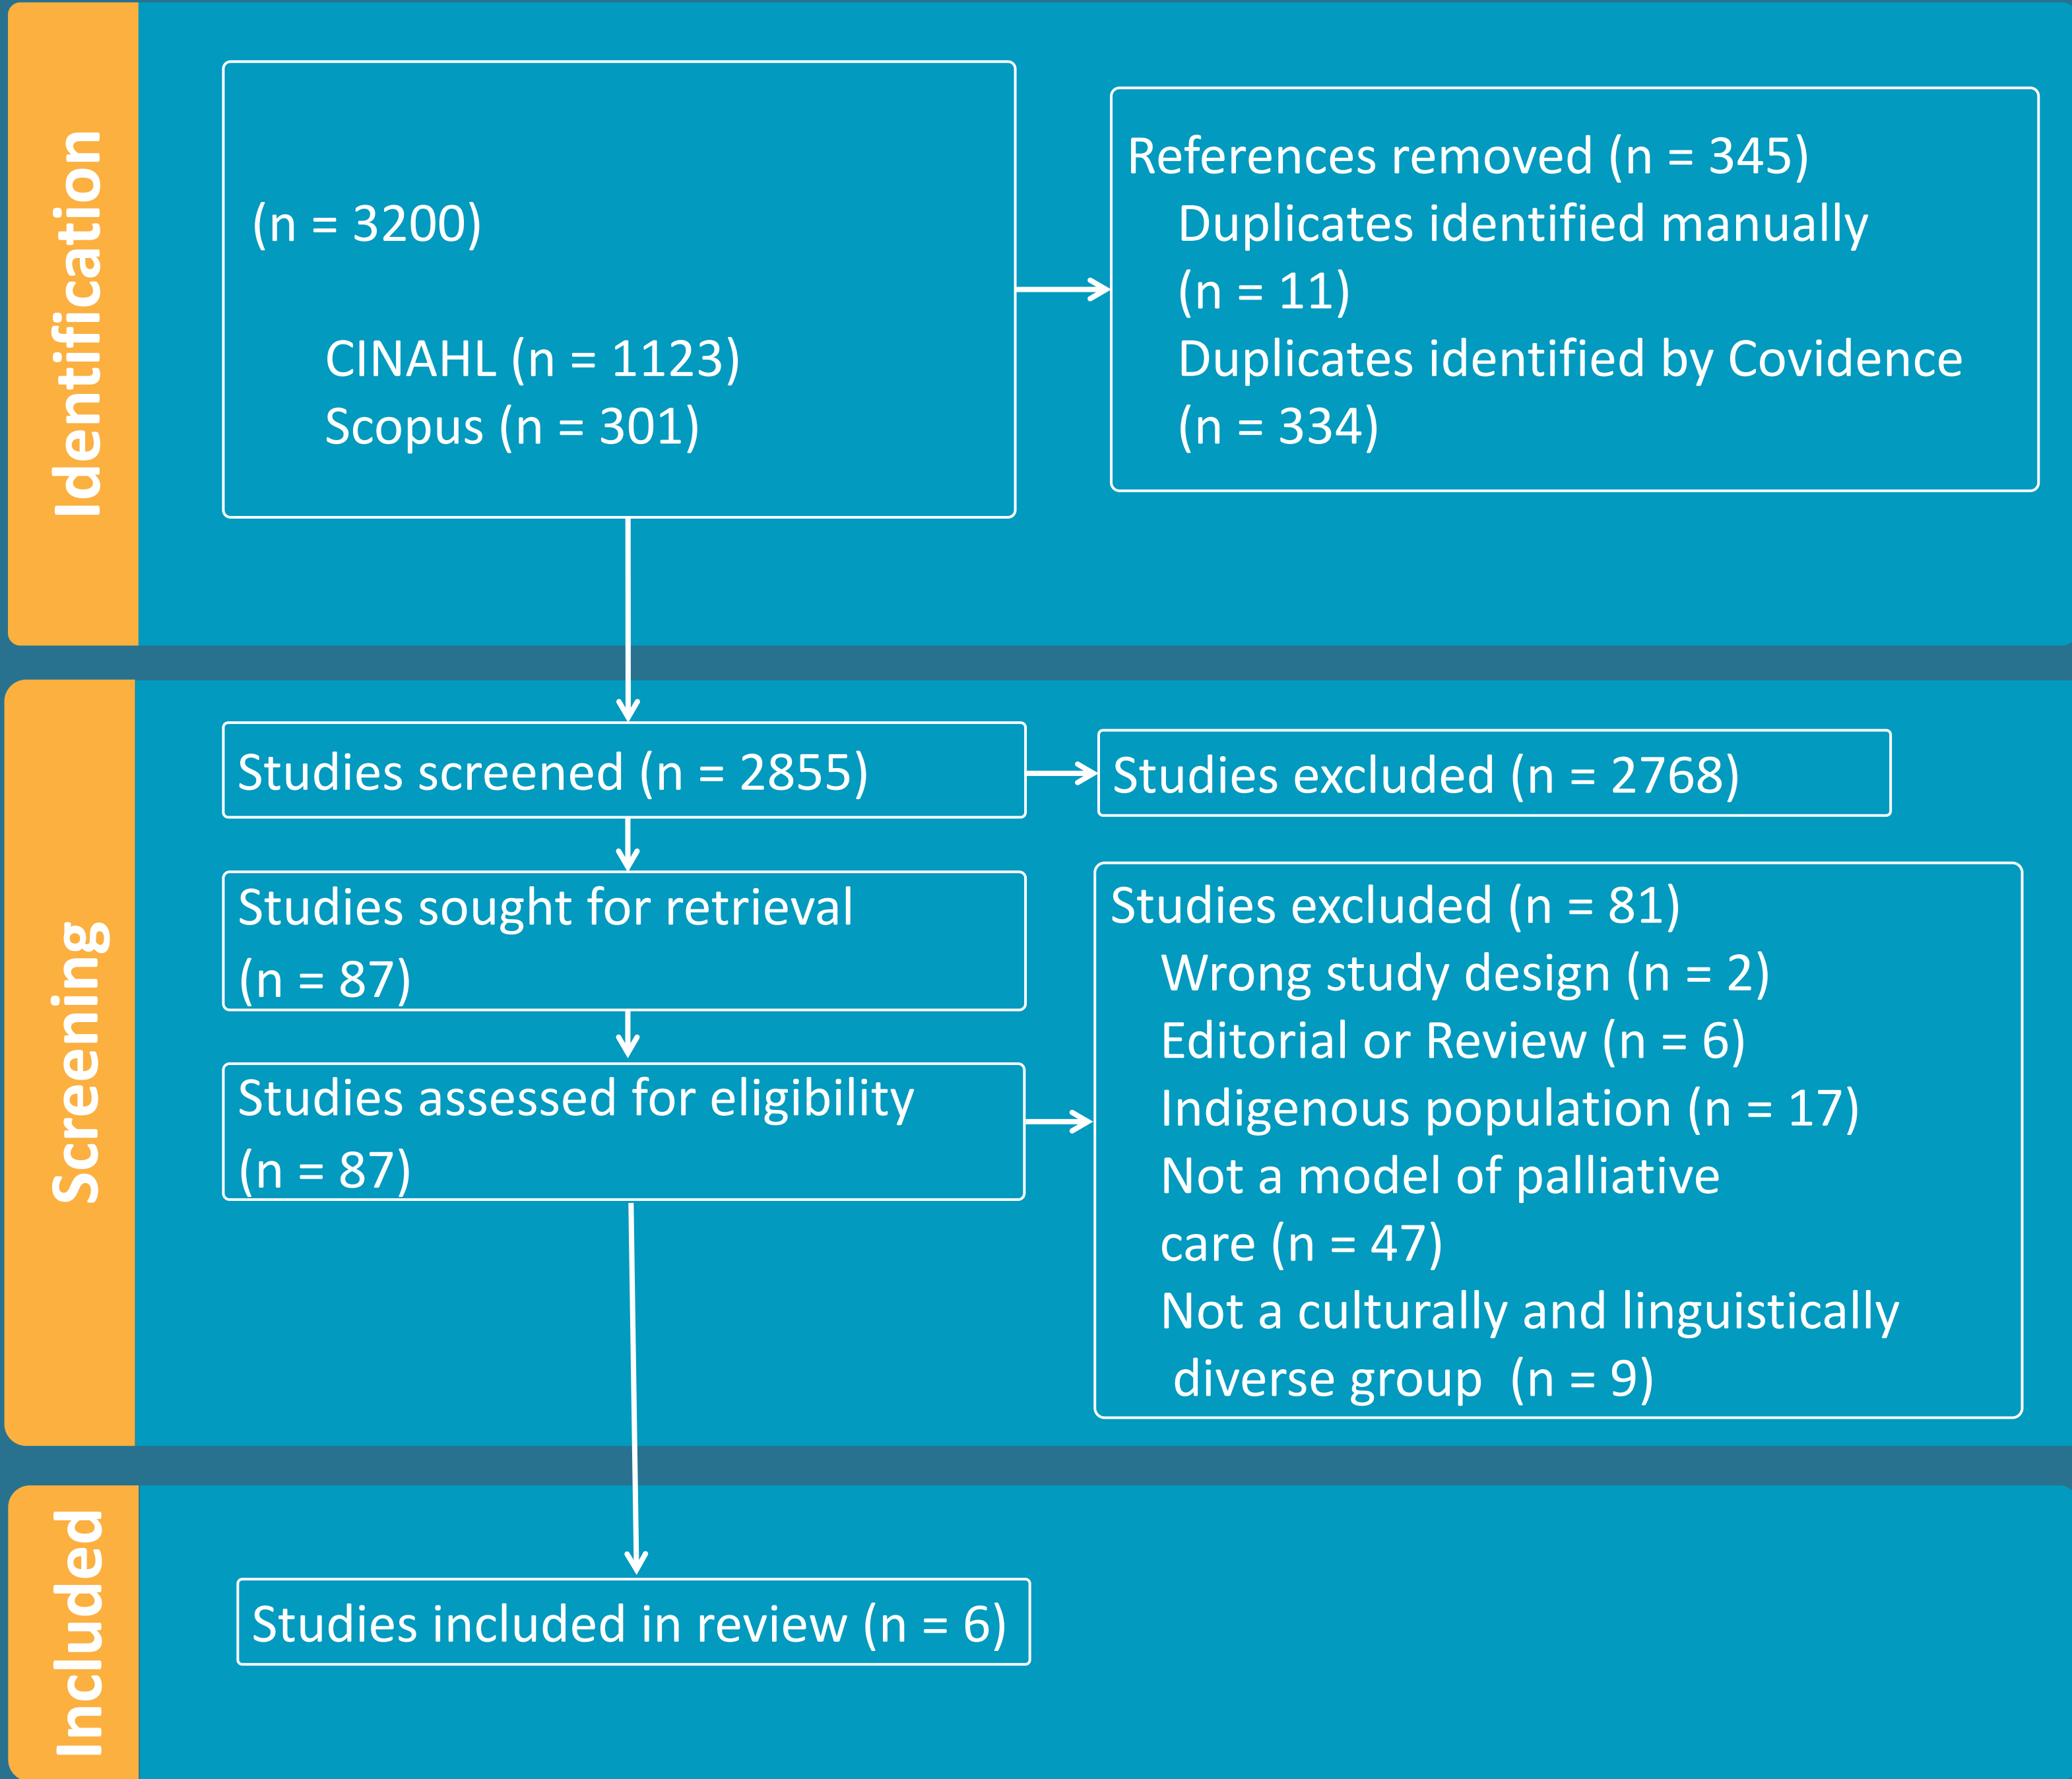 Identification
(n = 3200)
CINAHL (n = 1123)
Scopus (n = 301)
References removed (n = 345)
Duplicates identified manually
(n = 11)
Duplicates identified by Covidence
(n = 334)
Screening
Studies screened (n = 2855)
Studies excluded (n = 2768)
Studies sought for retrieval
(n = 87)
Studies assessed for eligibility
(n = 87)
Studies excluded (n = 81)
Wrong study design (n = 2)
Editorial or Review (n = 6)
Indigenous population (n = 17)
Not a model of palliative
care (n = 47)
Not a culturally and linguistically
diverse group (n = 9)
Included
Studies included in review (n = 6)